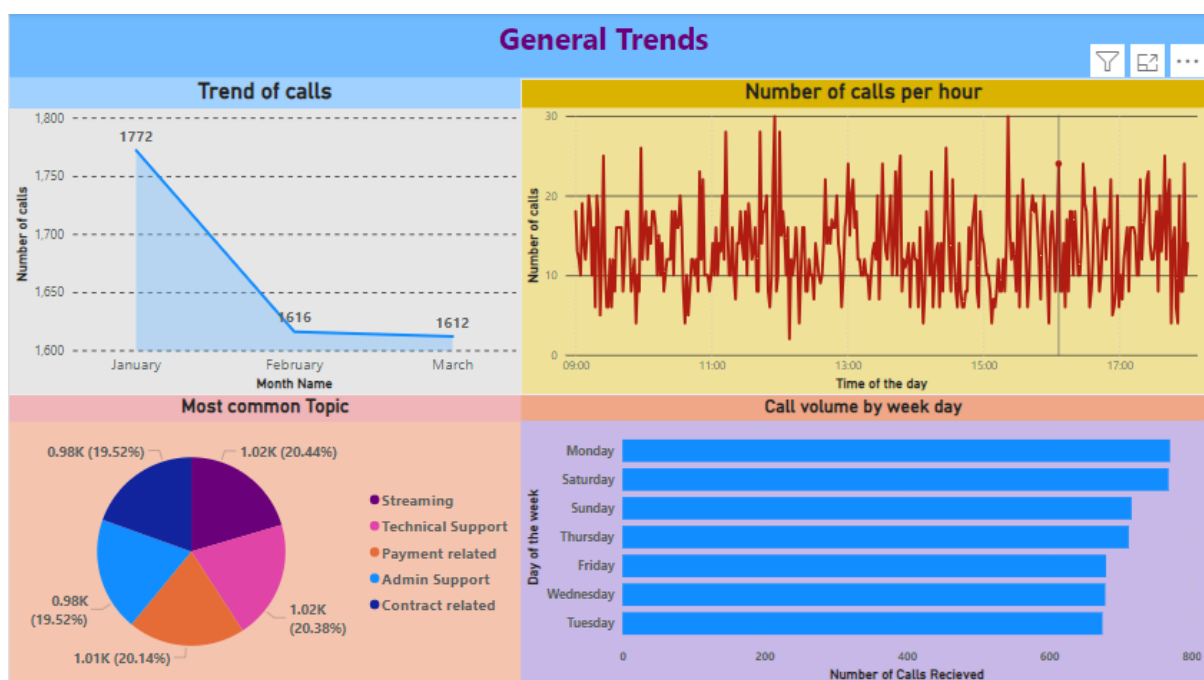 General Trends
Trend of calls
Number of calls
1,800
1,750
1,700
1,650
1,600
1772
1616
1612
January February March
Month Name
Number of calls per hour
Number of calls
30
20
10
0
09:00 11:00 13:00 15:00 17:00
Time of the day
Most common Topic
0.98K (19.52%)
1.02K (20.44%)
0.98K
(19.52%)
1.02K
(20.38%)
1.01K (20.14%)
Streaming
Technical Support
Payment related
Admin Support
Contract related
Call volume by week day
Day of the week
Monday
Saturday
Sunday
Thursday
Friday
Wednesday
Tuesday
0 200 400 600 800
Number of Calls Recieved